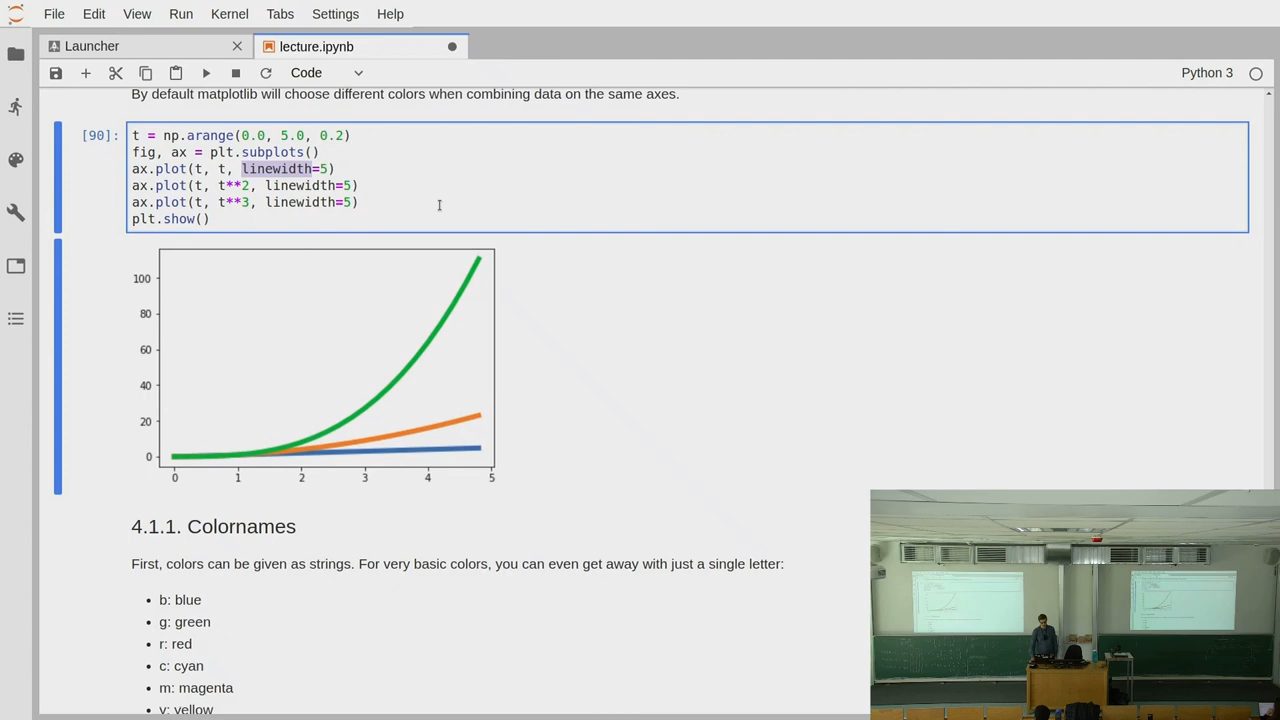 File Edit View Run Kernel Tabs Settings Help
Launcher
lecture.ipynb
Code
Python 3
By default matplotlib will choose different colors when combining data on the same axes.
[90]:
t = np.arange(0.0, 5.0, 0.2)
fig, ax = plt.subplots()
ax.plot(t, t, linewidth=5)
ax.plot(t, t**2, linewidth=5)
ax.plot(t, t**3, linewidth=5)
plt.show()
100
80
60
40
20
0
0 1 2 3 4 5
4.1.1. Colornames
First, colors can be given as strings. For very basic colors, you can even get away with just a single letter:
• b: blue
• g: green
• r: red
• c: cyan
• m: magenta
• y: yellow